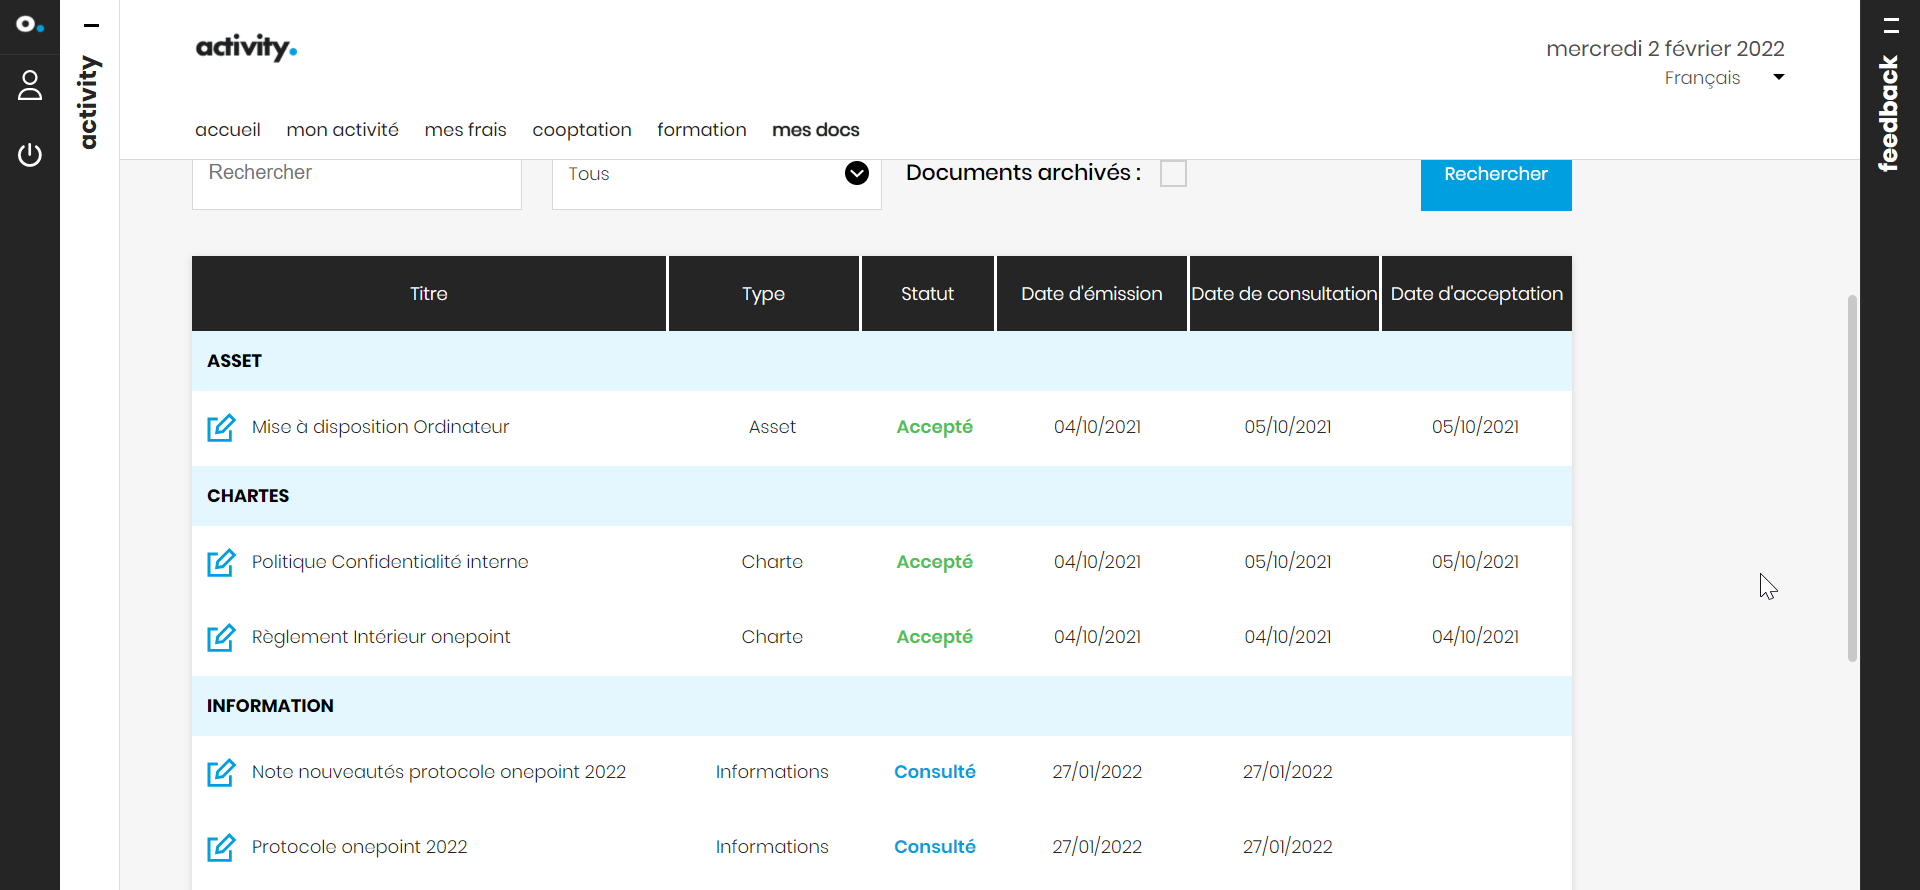 o.
activity
activity.
mercredi 2 février 2022
Français
feedback
accueil mon activité mes frais cooptation formation mes docs
Rechercher Tous Documents archivés : Rechercher
Titre Type Statut Date d'émission Date de consultation Date d'acceptation
ASSET
Mise à disposition Ordinateur Asset Accepté 04/10/2021 05/10/2021 05/10/2021
CHARTES
Politique Confidentialité interne Charte Accepté 04/10/2021 05/10/2021 05/10/2021
Règlement Intérieur onepoint Charte Accepté 04/10/2021 04/10/2021 04/10/2021
INFORMATION
Note nouveautés protocole onepoint 2022 Informations Consulté 27/01/2022 27/01/2022
Protocole onepoint 2022 Informations Consulté 27/01/2022 27/01/2022